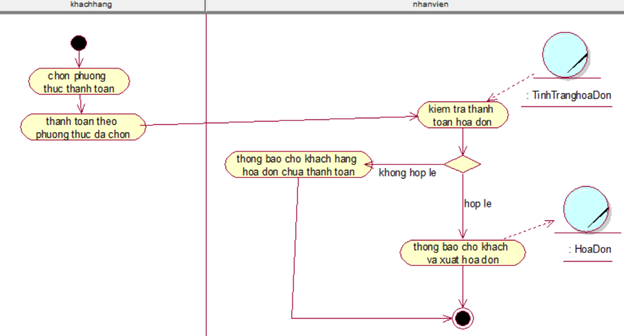 khachhang
nhanvien
chon phuong
thuc thanh toan
thanh toan theo
phuong thuc da chon
kiem tra thanh
toan hoa don
: TinhTranghoaDon
thong bao cho khach hang
hoa don chua thanh toan
khong hop le
hop le
thong bao cho khach
va xuat hoa don
: HoaDon